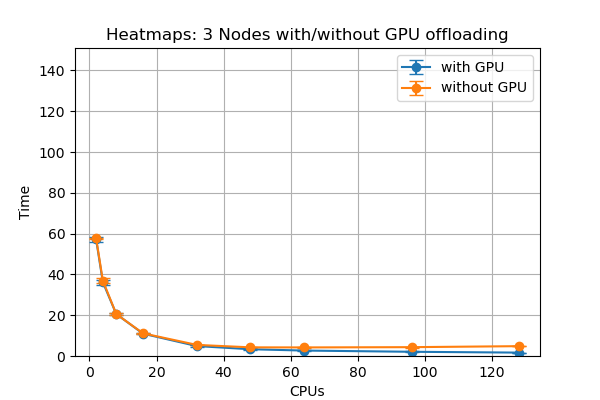 Heatmaps: 3 Nodes with/without GPU offloading
with GPU
without GPU
140
120
100
80
60
40
20
0
Time
0 20 40 60 80 100 120
CPUs